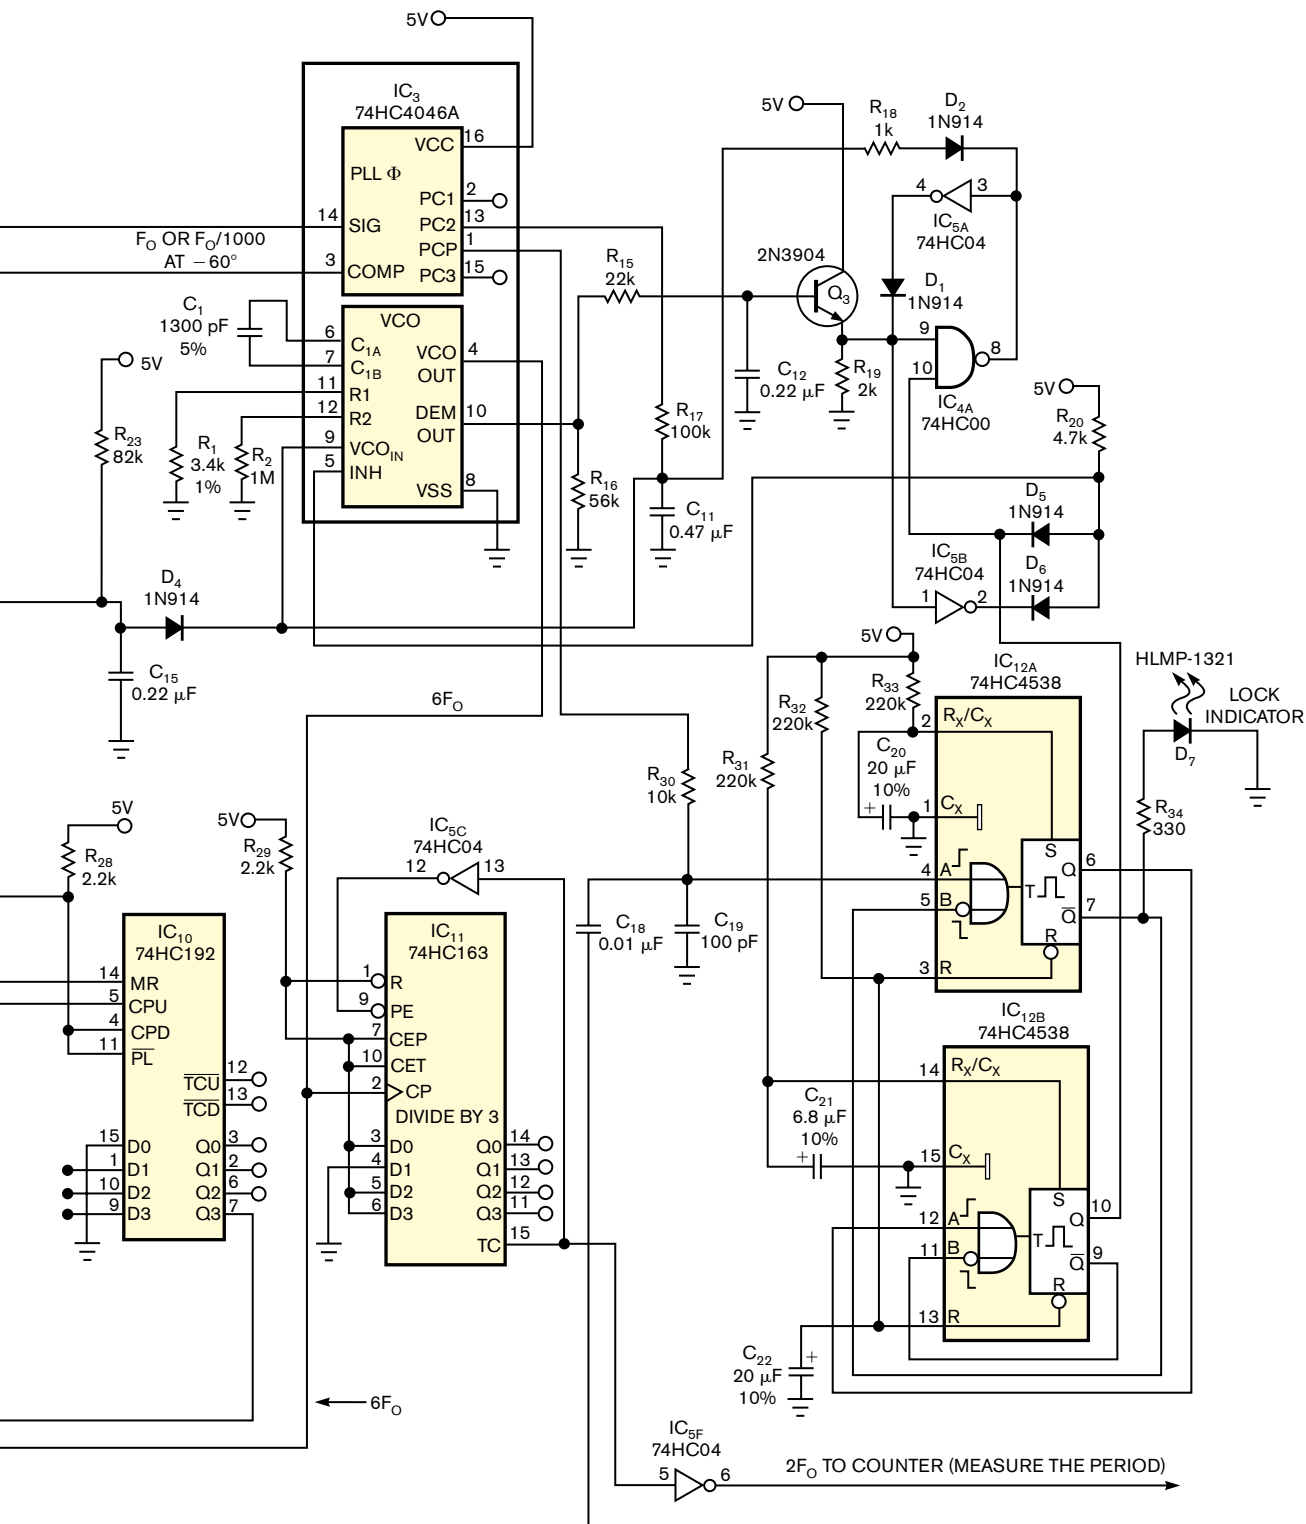 5V
IC3
74HC4046A
VCC
16
PLL Φ
PC1
2
14
SIG
PC2
13
FO OR FO/1000
AT −60°
PCP
1
3
COMP
PC3
15
C1
1300 pF
5%
VCO
6
C1A
7
C1B
VCO
OUT
4
11
R1
12
R2
DEM
OUT
10
9
VCOIN
5
INH
VSS
8
5V
R23
82k
R1
3.4k
1%
R2
1M
R15
22k
R16
56k
R17
100k
C11
0.47 µF
C12
0.22 µF
5V
2N3904
Q3
R18
1k
D2
1N914
4
3
IC5A
74HC04
D1
1N914
R19
2k
9
10
8
IC4A
74HC00
5V
R20
4.7k
D5
1N914
IC5B
74HC04
1
2
D6
1N914
D4
1N914
C15
0.22 µF
6FO
5V
R33
220k
R32
220k
R31
220k
IC12A
74HC4538
2
RX/CX
C20
20 µF
10%
+
1
CX
S
4
A
5
B
T
Q
6
Q
7
R
3
R
HLMP-1321
LOCK
INDICATOR
D7
R34
330
R30
10k
C18
0.01 µF
C19
100 pF
5V
R28
2.2k
5V
R29
2.2k
IC5C
74HC04
12
13
IC10
74HC192
14
MR
5
CPU
4
CPD
11
PL
TCU
12
TCD
13
15
D0
Q0
3
1
D1
Q1
2
10
D2
Q2
6
9
D3
Q3
7
IC11
74HC163
1
R
9
PE
7
CEP
10
CET
2
CP
DIVIDE BY 3
3
D0
Q0
14
4
D1
Q1
13
5
D2
Q2
12
6
D3
Q3
11
TC
15
IC12B
74HC4538
14
RX/CX
C21
6.8 µF
10%
+
15
CX
S
12
A
11
B
T
Q
10
Q
9
R
13
R
C22
20 µF
10%
+
6FO
IC5F
74HC04
5
6
2FO TO COUNTER (MEASURE THE PERIOD)